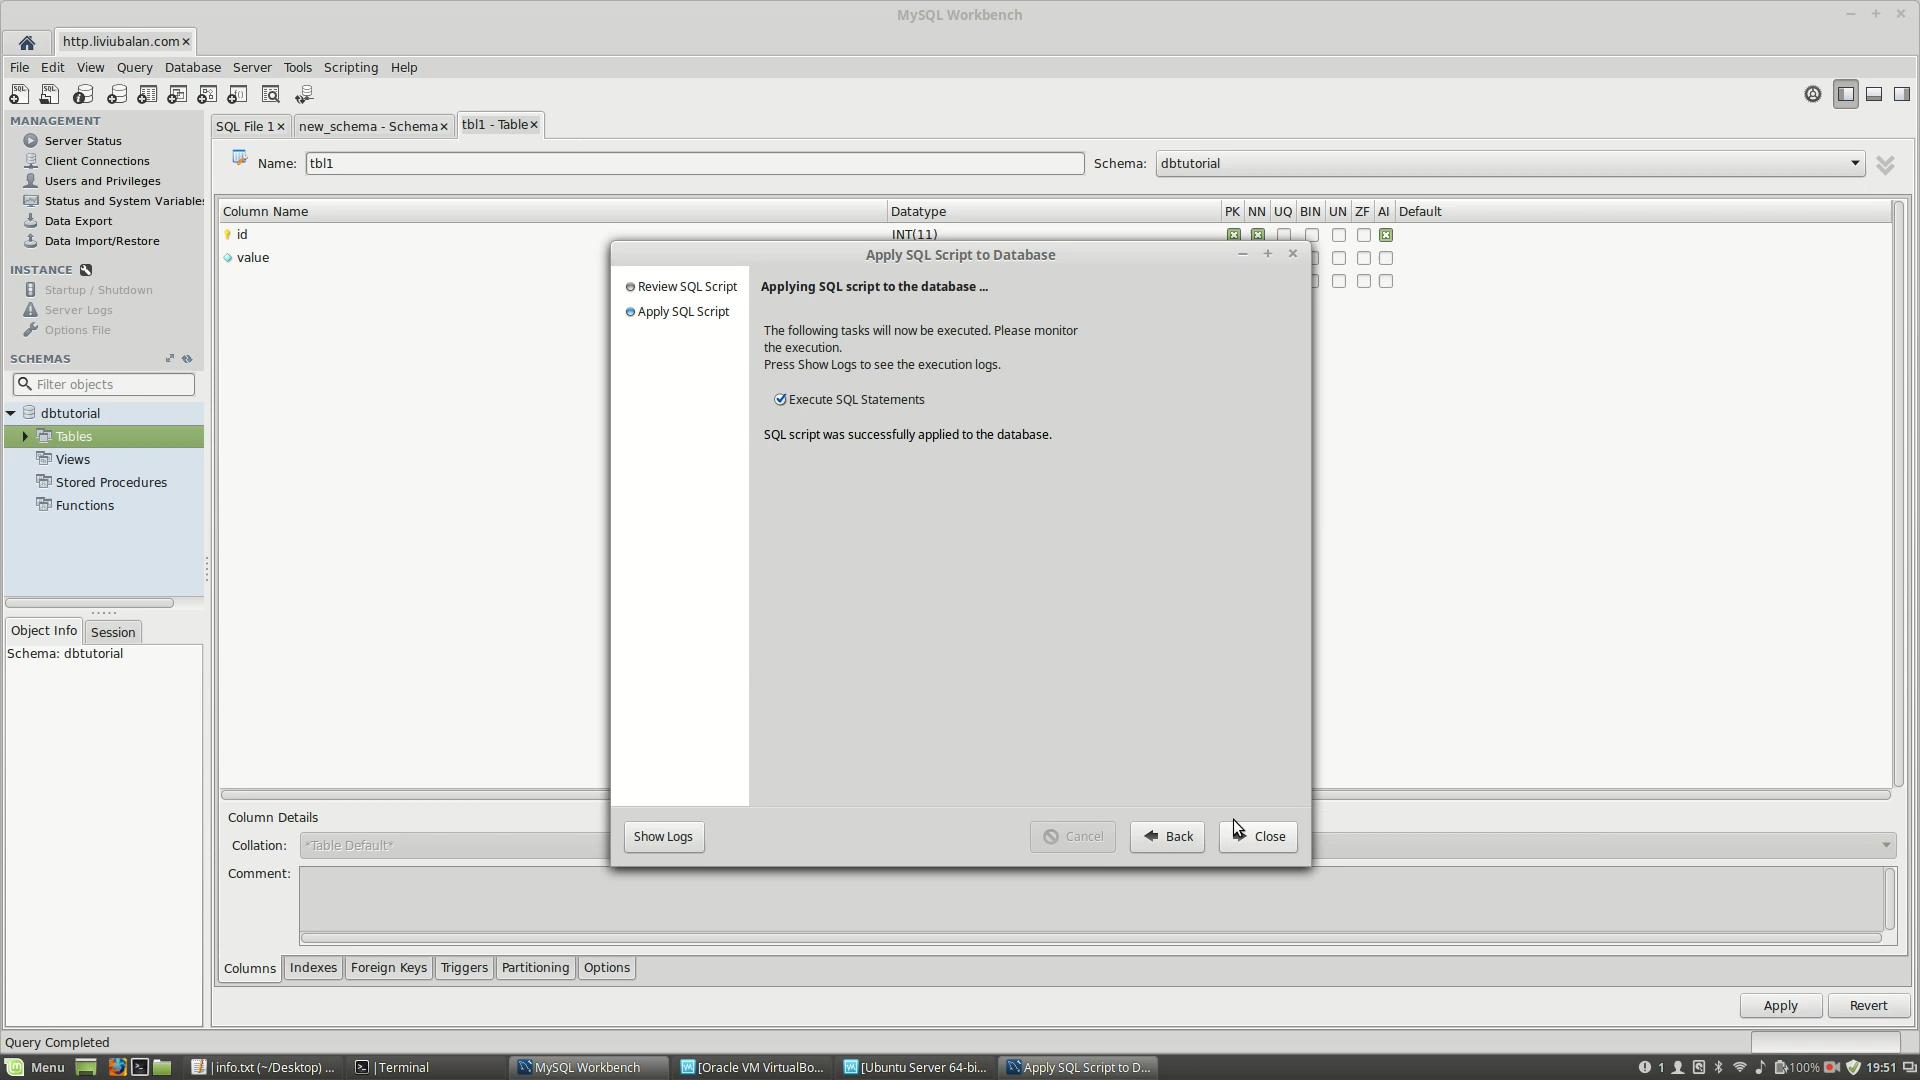 MySQL Workbench
http.liviubalan.com
File Edit View Query Database Server Tools Scripting Help
MANAGEMENT
Server Status
Client Connections
Users and Privileges
Status and System Variables
Data Export
Data Import/Restore
INSTANCE
Startup / Shutdown
Server Logs
Options File
SCHEMAS
Filter objects
dbtutorial
Tables
Views
Stored Procedures
Functions
Object Info Session
Schema: dbtutorial
SQL File 1 new_schema - Schema tbl1 - Table
Name: tbl1 Schema: dbtutorial
Column Name Datatype PK NN UQ BIN UN ZF AI Default
id INT(11)
value
Apply SQL Script to Database
Review SQL Script
Apply SQL Script
Applying SQL script to the database ...
The following tasks will now be executed. Please monitor
the execution.
Press Show Logs to see the execution logs.
Execute SQL Statements
SQL script was successfully applied to the database.
Show Logs Cancel Back Close
Column Details
Collation: *Table Default*
Comment:
Columns Indexes Foreign Keys Triggers Partitioning Options
Apply Revert
Query Completed
Menu |info.txt (~/Desktop) ... |Terminal MySQL Workbench [Oracle VM VirtualBo... [Ubuntu Server 64-bi... Apply SQL Script to D... 1 100% 19:51